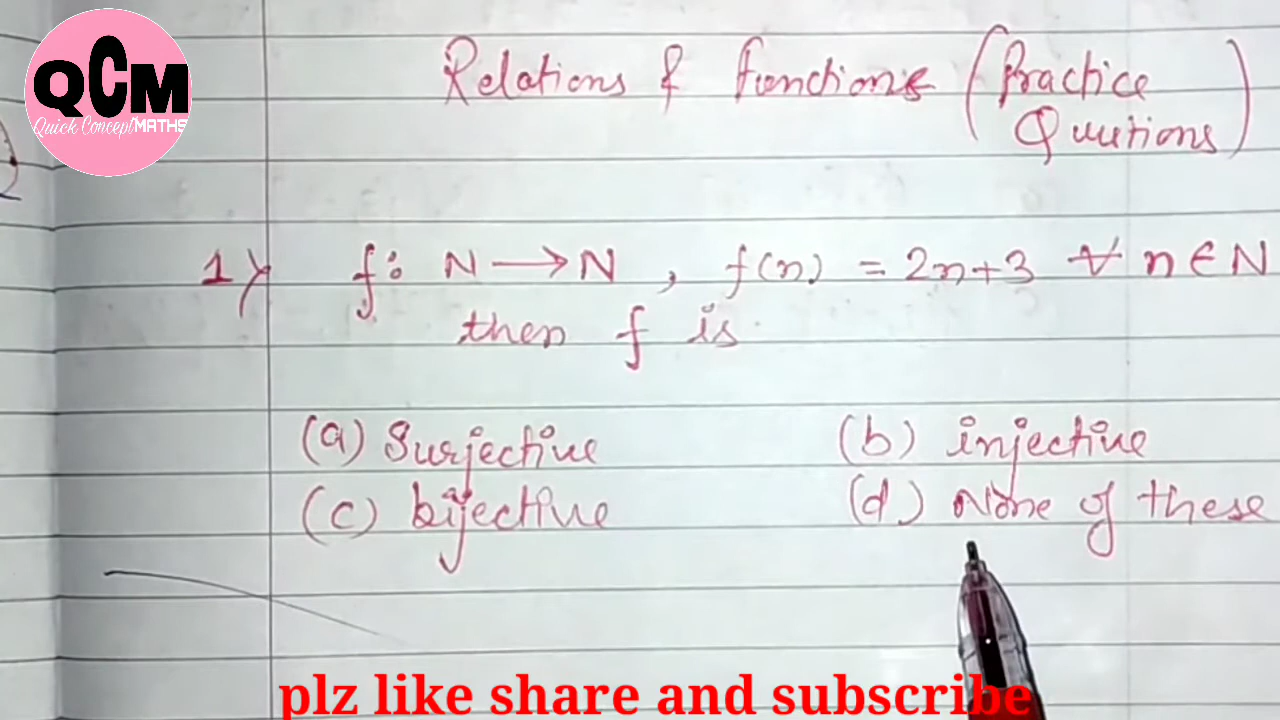 QCM
Quick Concept MATHS
Relations & functions (Practice
Questions)
1) f: N → N , f(n) = 2n+3 ∀ n ∈ N
then f is
(a) Surjective (b) injective
(c) bijective (d) None of these
plz like share and subscribe